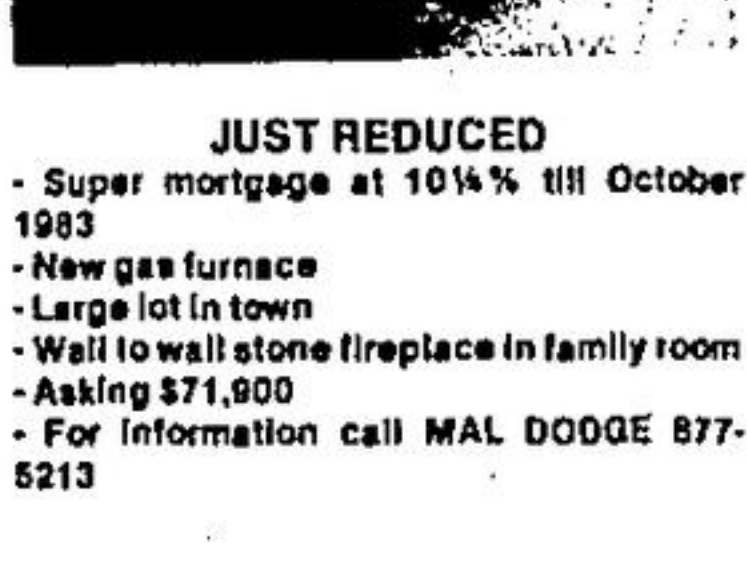 JUST REDUCED
- Super mortgage at 10¼% till October
1983
- New gas furnace
- Large lot in town
- Wall to wall stone fireplace in family room
- Asking $71,900
- For information call MAL DODGE 877-
5213